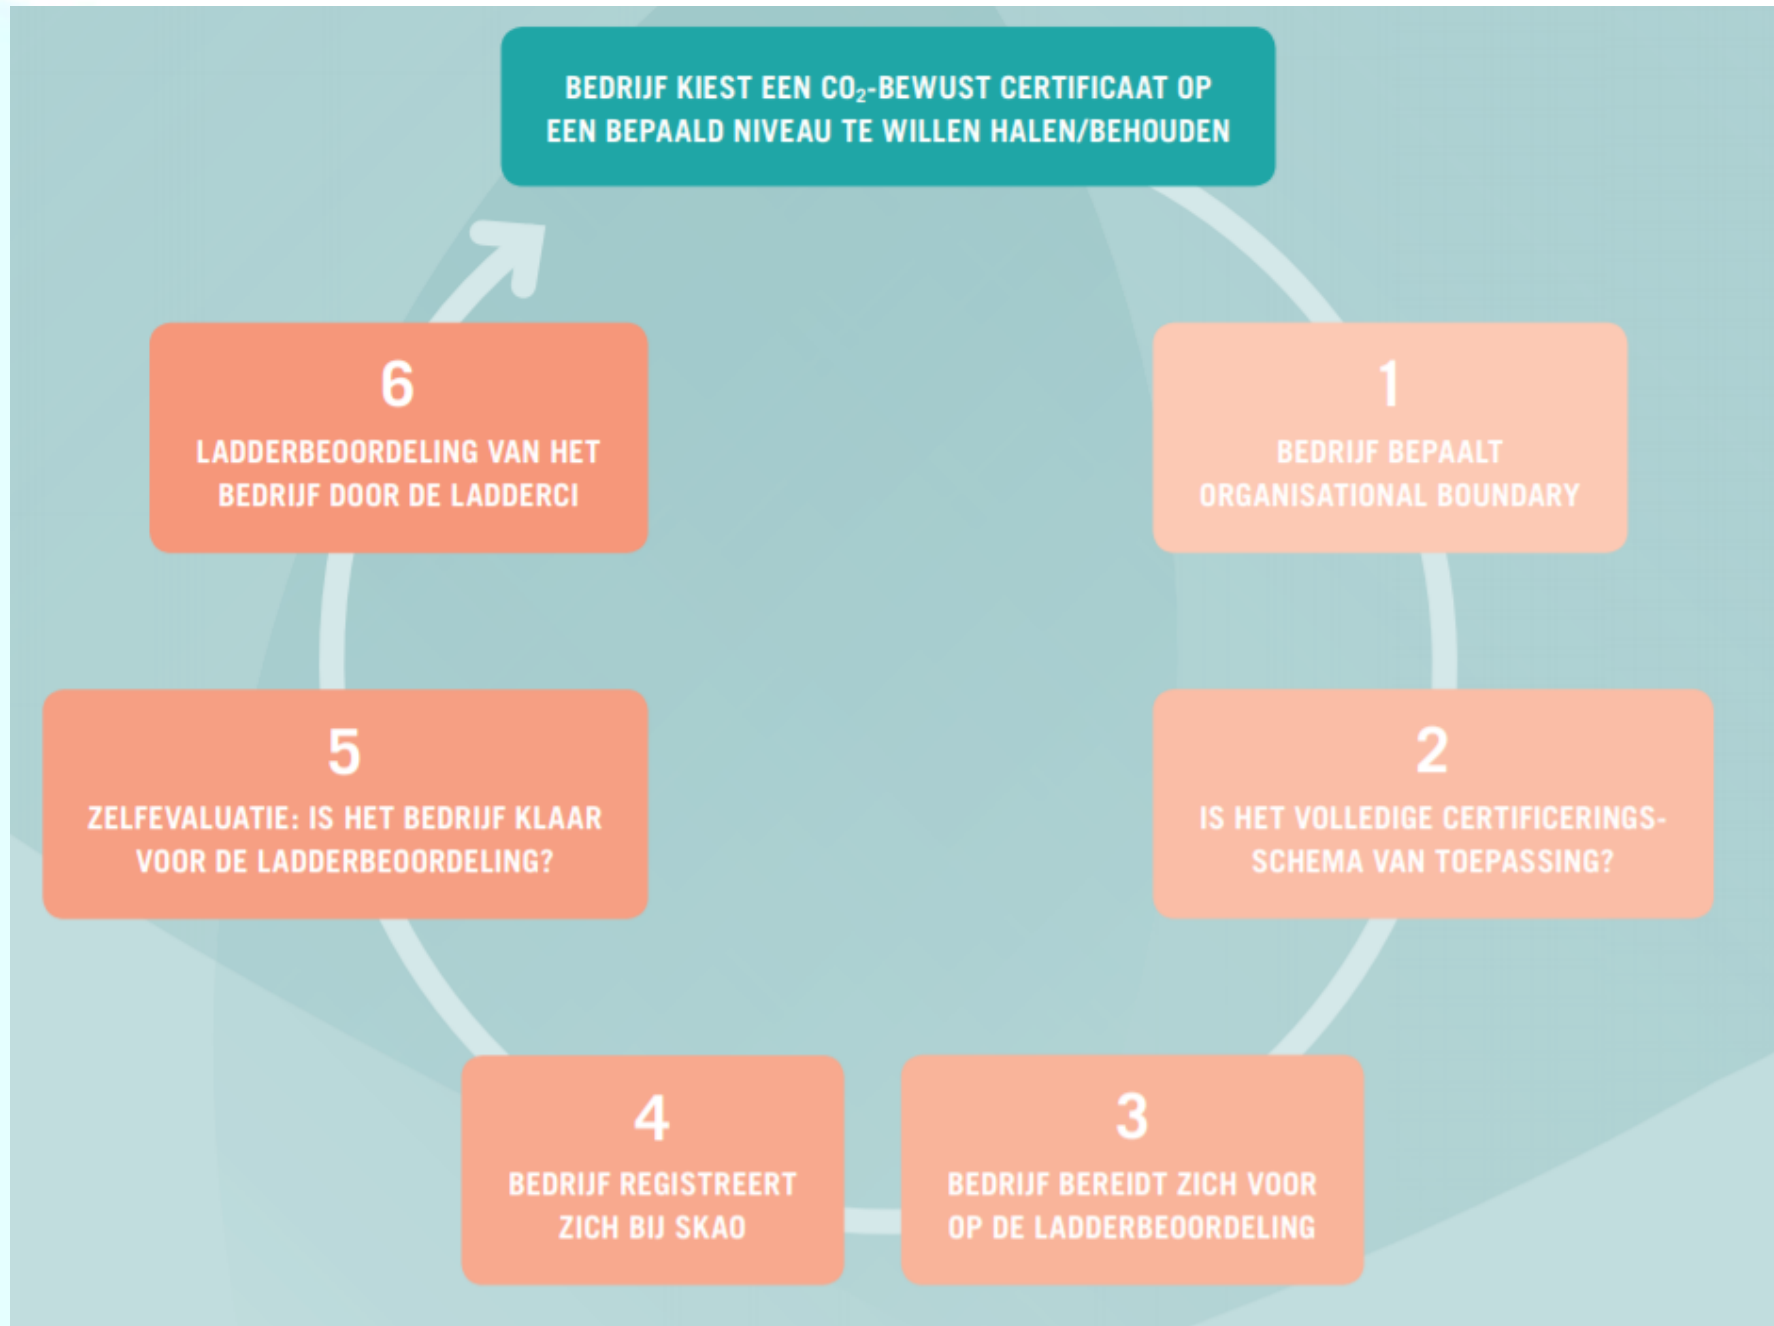 BEDRIJF KIEST EEN CO₂-BEWUST CERTIFICAAT OP
EEN BEPAALD NIVEAU TE WILLEN HALEN/BEHOUDEN
1
BEDRIJF BEPAALT
ORGANISATIONAL BOUNDARY
2
IS HET VOLLEDIGE CERTIFICERINGS-
SCHEMA VAN TOEPASSING?
3
BEDRIJF BEREIDT ZICH VOOR
OP DE LADDERBEOORDELING
4
BEDRIJF REGISTREERT
ZICH BIJ SKAO
5
ZELFEVALUATIE: IS HET BEDRIJF KLAAR
VOOR DE LADDERBEOORDELING?
6
LADDERBEOORDELING VAN HET
BEDRIJF DOOR DE LADDERCI